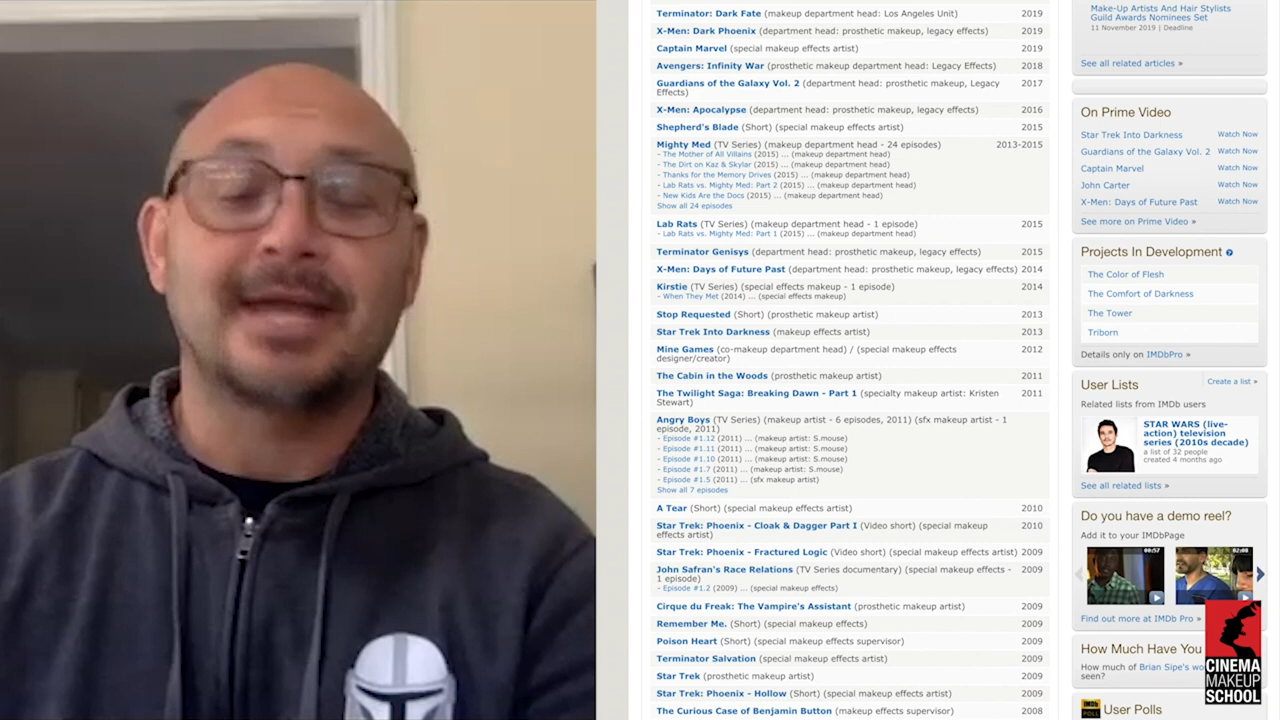 Terminator: Dark Fate (makeup department head: Los Angeles Unit) 2019
X-Men: Dark Phoenix (department head: prosthetic makeup, legacy effects) 2019
Captain Marvel (special makeup effects artist) 2019
Avengers: Infinity War (prosthetic makeup department head: Legacy Effects) 2018
Guardians of the Galaxy Vol. 2 (department head: prosthetic makeup, Legacy 2017
Effects)
X-Men: Apocalypse (department head: prosthetic makeup, legacy effects) 2016
Shepherd's Blade (Short) (special makeup effects artist) 2015
Mighty Med (TV Series) (makeup department head - 24 episodes) 2013-2015
- The Mother of All Villains (2015) ... (makeup department head)
- The Dirt on Kaz & Skylar (2015) ... (makeup department head)
- Thanks for the Memory Drives (2015) ... (makeup department head)
- Lab Rats vs. Mighty Med: Part 2 (2015) ... (makeup department head)
- New Kids Are the Docs (2015) ... (makeup department head)
Show all 24 episodes
Lab Rats (TV Series) (makeup department head - 1 episode) 2015
- Lab Rats vs. Mighty Med: Part 1 (2015) ... (makeup department head)
Terminator Genisys (department head: prosthetic makeup, legacy effects) 2015
X-Men: Days of Future Past (department head: prosthetic makeup, legacy effects) 2014
Kirstie (TV Series) (special effects makeup - 1 episode) 2014
- When They Met (2014) ... (special effects makeup)
Stop Requested (Short) (prosthetic makeup artist) 2013
Star Trek Into Darkness (makeup effects artist) 2013
Mine Games (co-makeup department head) / (special makeup effects 2012
designer/creator)
The Cabin in the Woods (prosthetic makeup artist) 2011
The Twilight Saga: Breaking Dawn - Part 1 (specialty makeup artist: Kristen 2011
Stewart)
Angry Boys (TV Series) (makeup artist - 6 episodes, 2011) (sfx makeup artist - 1 2011
episode, 2011)
- Episode #1.12 (2011) ... (makeup artist: S.mouse)
- Episode #1.11 (2011) ... (makeup artist: S.mouse)
- Episode #1.10 (2011) ... (makeup artist: S.mouse)
- Episode #1.7 (2011) ... (makeup artist: S.mouse)
- Episode #1.5 (2011) ... (sfx makeup artist)
Show all 7 episodes
A Tear (Short) (special makeup effects artist) 2010
Star Trek: Phoenix - Cloak & Dagger Part I (Video short) (special makeup 2010
effects artist)
Star Trek: Phoenix - Fractured Logic (Video short) (special makeup effects artist) 2009
John Safran's Race Relations (TV Series documentary) (special makeup effects - 2009
1 episode)
- Episode #1.2 (2009) ... (special makeup effects)
Cirque du Freak: The Vampire's Assistant (prosthetic makeup artist) 2009
Remember Me. (Short) (special makeup effects) 2009
Poison Heart (Short) (special makeup effects supervisor) 2009
Terminator Salvation (special makeup effects artist) 2009
Star Trek (prosthetic makeup artist) 2009
Star Trek: Phoenix - Hollow (Short) (special makeup effects artist) 2009
The Curious Case of Benjamin Button (makeup effects supervisor) 2008
Make-Up Artists And Hair Stylists
Guild Awards Nominees Set
11 November 2019 | Deadline
See all related articles »
On Prime Video
Star Trek Into Darkness Watch Now
Guardians of the Galaxy Vol. 2 Watch Now
Captain Marvel Watch Now
John Carter Watch Now
X-Men: Days of Future Past Watch Now
See more on Prime Video »
Projects In Development ?
The Color of Flesh
The Comfort of Darkness
The Tower
Triborn
Details only on IMDbPro »
User Lists Create a list »
Related lists from IMDb users
STAR WARS (live-
action) television
series (2010s decade)
a list of 32 people
created 4 months ago
See all related lists »
Do you have a demo reel?
Add it to your IMDbPage
00:57 02:08
Find out more at IMDb Pro »
How Much Have You
How much of Brian Sipe's wo
seen?
IMDb
POLL
User Polls
CINEMA
MAKEUP
SCHOOL